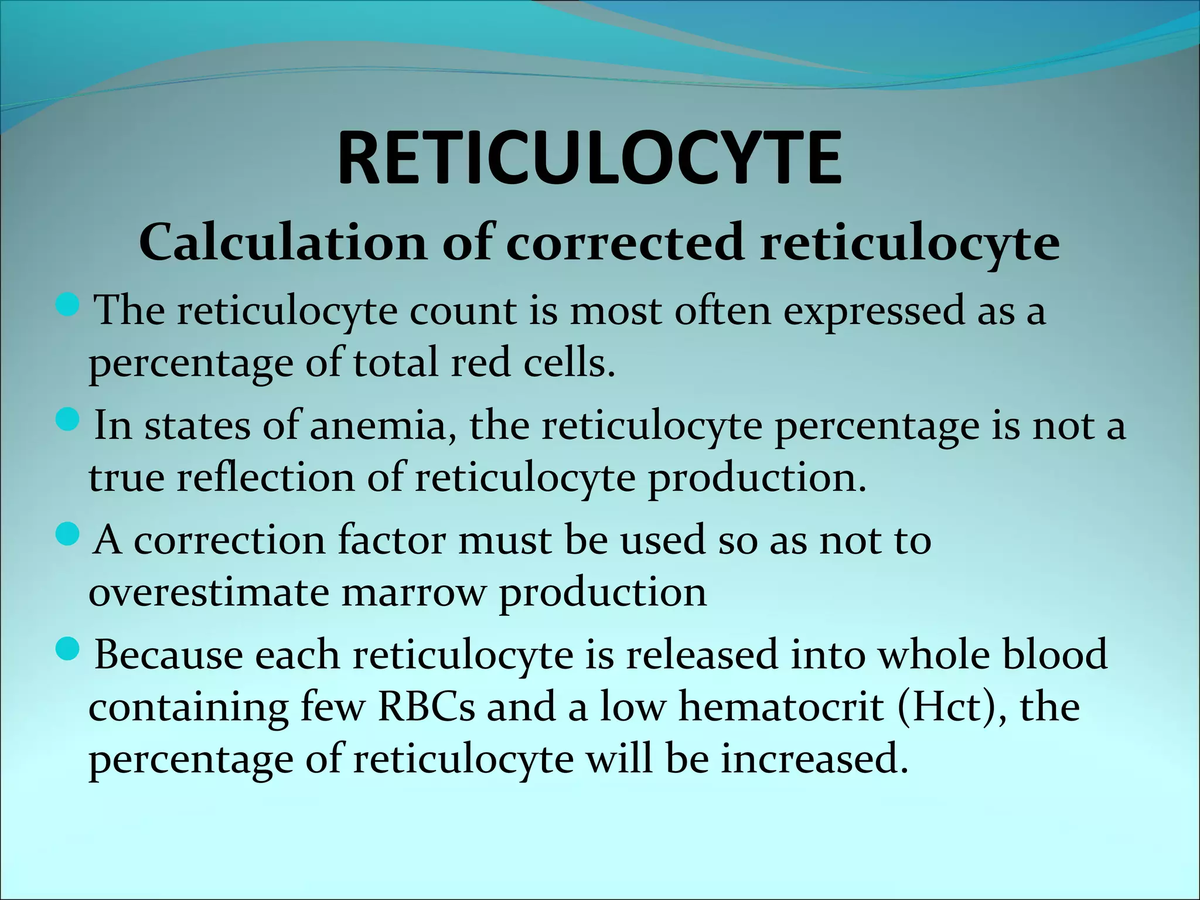 RETICULOCYTE
Calculation of corrected reticulocyte
The reticulocyte count is most often expressed as a
percentage of total red cells.
In states of anemia, the reticulocyte percentage is not a
true reflection of reticulocyte production.
A correction factor must be used so as not to
overestimate marrow production
Because each reticulocyte is released into whole blood
containing few RBCs and a low hematocrit (Hct), the
percentage of reticulocyte will be increased.